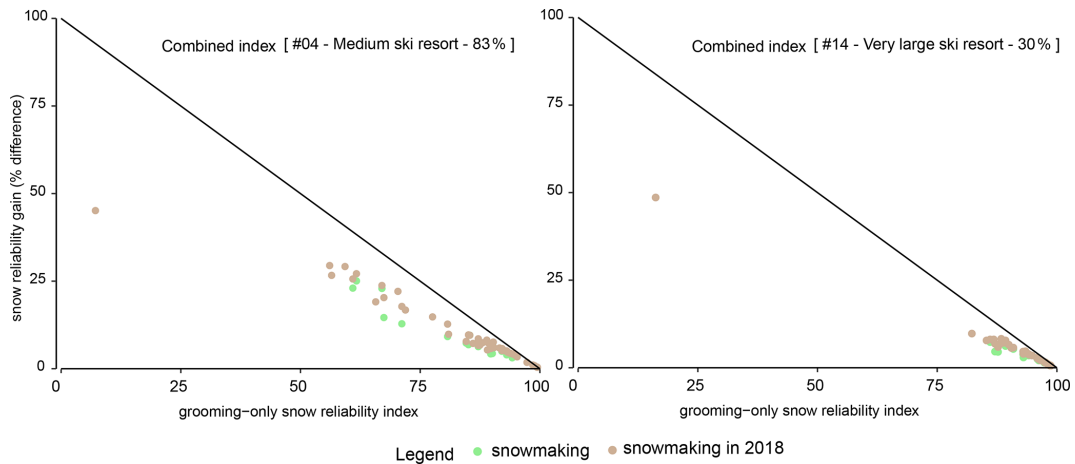 Combined index [ #04 - Medium ski resort - 83% ]
100
75
50
25
0
snow reliability gain (% difference)
0 25 50 75 100
grooming−only snow reliability index
Combined index [ #14 - Very large ski resort - 30% ]
100
75
50
25
0
0 25 50 75 100
grooming−only snow reliability index
Legend snowmaking snowmaking in 2018